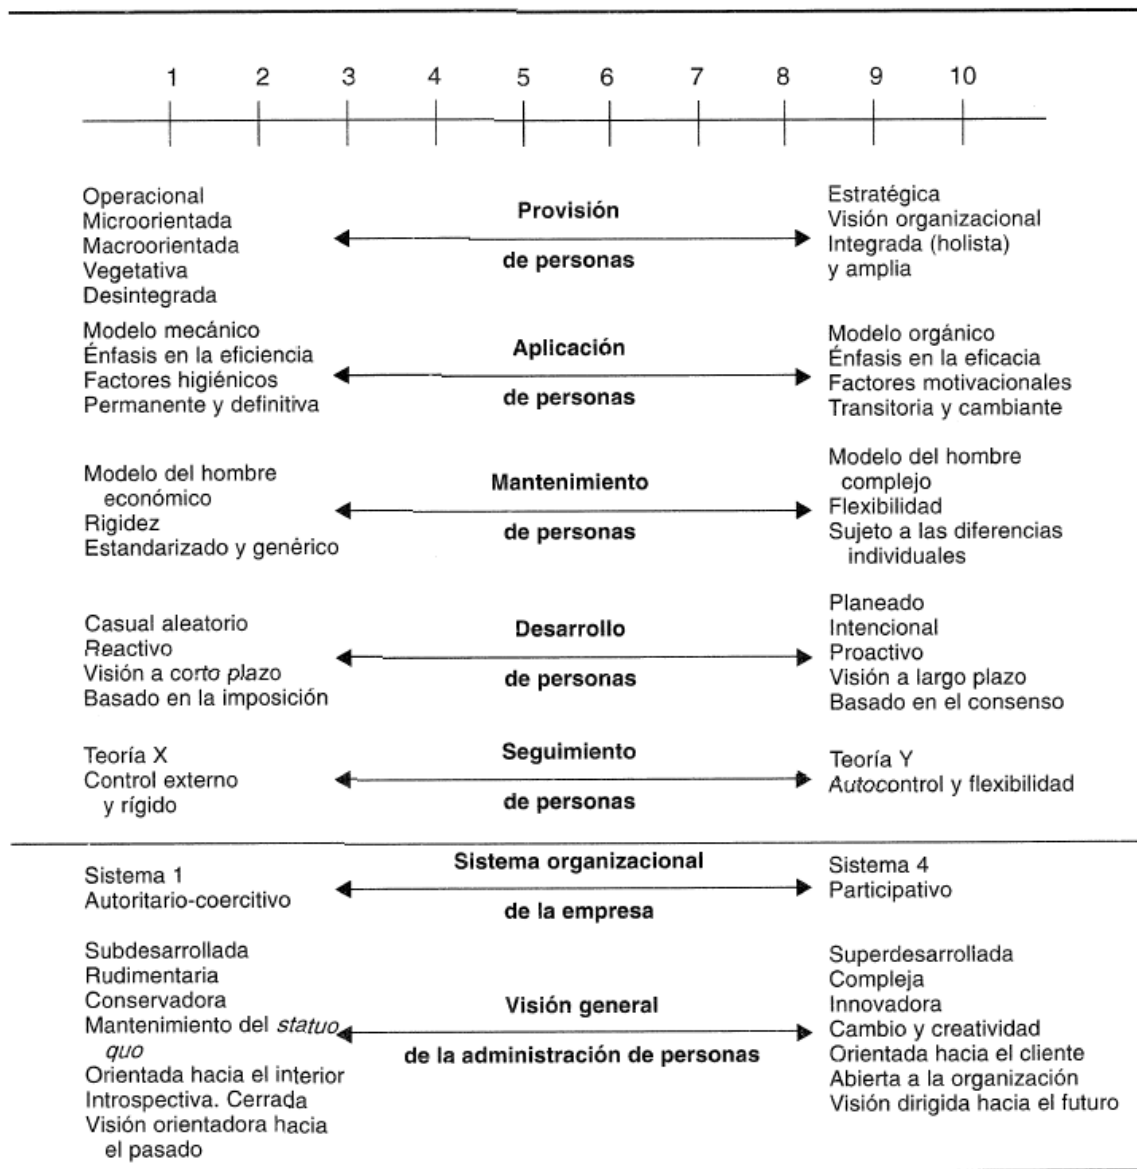 1 2 3 4 5 6 7 8 9 10
Operacional
Microorientada
Macroorientada
Vegetativa
Desintegrada
Provisión
de personas
Estratégica
Visión organizacional
Integrada (holista)
y amplia
Modelo mecánico
Énfasis en la eficiencia
Factores higiénicos
Permanente y definitiva
Aplicación
de personas
Modelo orgánico
Énfasis en la eficacia
Factores motivacionales
Transitoria y cambiante
Modelo del hombre
económico
Rigidez
Estandarizado y genérico
Mantenimiento
de personas
Modelo del hombre
complejo
Flexibilidad
Sujeto a las diferencias
individuales
Casual aleatorio
Reactivo
Visión a corto plazo
Basado en la imposición
Desarrollo
de personas
Planeado
Intencional
Proactivo
Visión a largo plazo
Basado en el consenso
Teoría X
Control externo
y rígido
Seguimiento
de personas
Teoría Y
Autocontrol y flexibilidad
Sistema 1
Autoritario-coercitivo
Sistema organizacional
de la empresa
Sistema 4
Participativo
Subdesarrollada
Rudimentaria
Conservadora
Mantenimiento del statuo
quo
Orientada hacia el interior
Introspectiva. Cerrada
Visión orientadora hacia
el pasado
Visión general
de la administración de personas
Superdesarrollada
Compleja
Innovadora
Cambio y creatividad
Orientada hacia el cliente
Abierta a la organización
Visión dirigida hacia el futuro